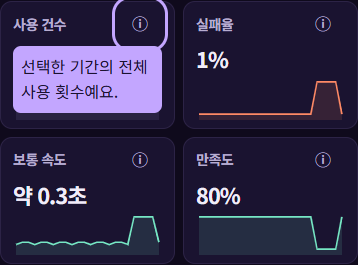 사용 건수
실패율
선택한 기간의 전체
사용 횟수예요.
1%
보통 속도
만족도
약 0.3초
80%